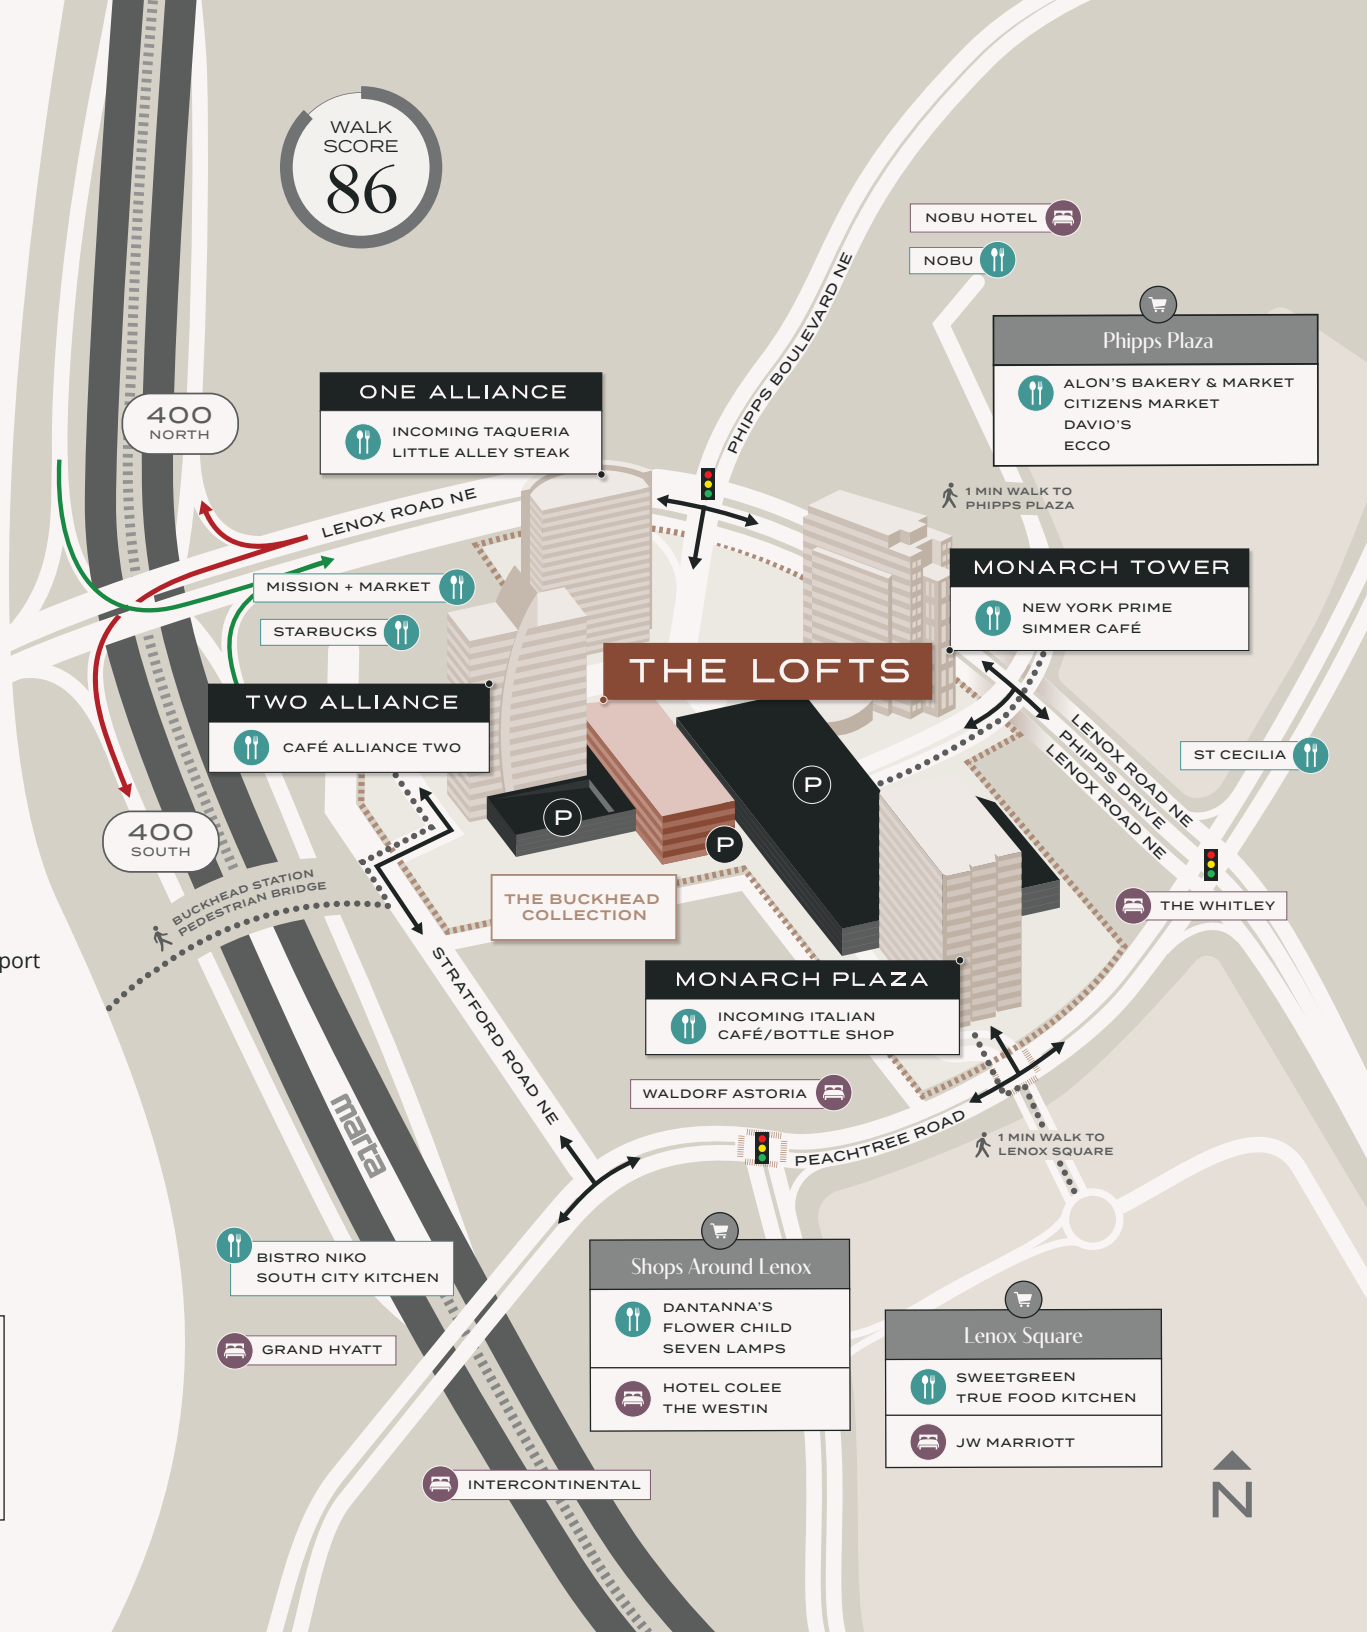 WALK
SCORE
86
NOBU HOTEL
NOBU
PHIPPS BOULEVARD NE
Phipps Plaza
ALON'S BAKERY & MARKET
CITIZENS MARKET
DAVIO'S
ECCO
400
NORTH
ONE ALLIANCE
INCOMING TAQUERIA
LITTLE ALLEY STEAK
LENOX ROAD NE
1 MIN WALK TO
PHIPPS PLAZA
MISSION + MARKET
STARBUCKS
MONARCH TOWER
NEW YORK PRIME
SIMMER CAFÉ
THE LOFTS
TWO ALLIANCE
CAFÉ ALLIANCE TWO
LENOX ROAD NE
PHIPPS DRIVE
LENOX ROAD NE
ST CECILIA
P
P
P
400
SOUTH
BUCKHEAD STATION
PEDESTRIAN BRIDGE
THE BUCKHEAD
COLLECTION
THE WHITLEY
port
STRATFORD ROAD NE
MONARCH PLAZA
INCOMING ITALIAN
CAFÉ/BOTTLE SHOP
WALDORF ASTORIA
PEACHTREE ROAD
1 MIN WALK TO
LENOX SQUARE
marta
BISTRO NIKO
SOUTH CITY KITCHEN
GRAND HYATT
Shops Around Lenox
DANTANNA'S
FLOWER CHILD
SEVEN LAMPS
HOTEL COLEE
THE WESTIN
Lenox Square
SWEETGREEN
TRUE FOOD KITCHEN
JW MARRIOTT
INTERCONTINENTAL
N